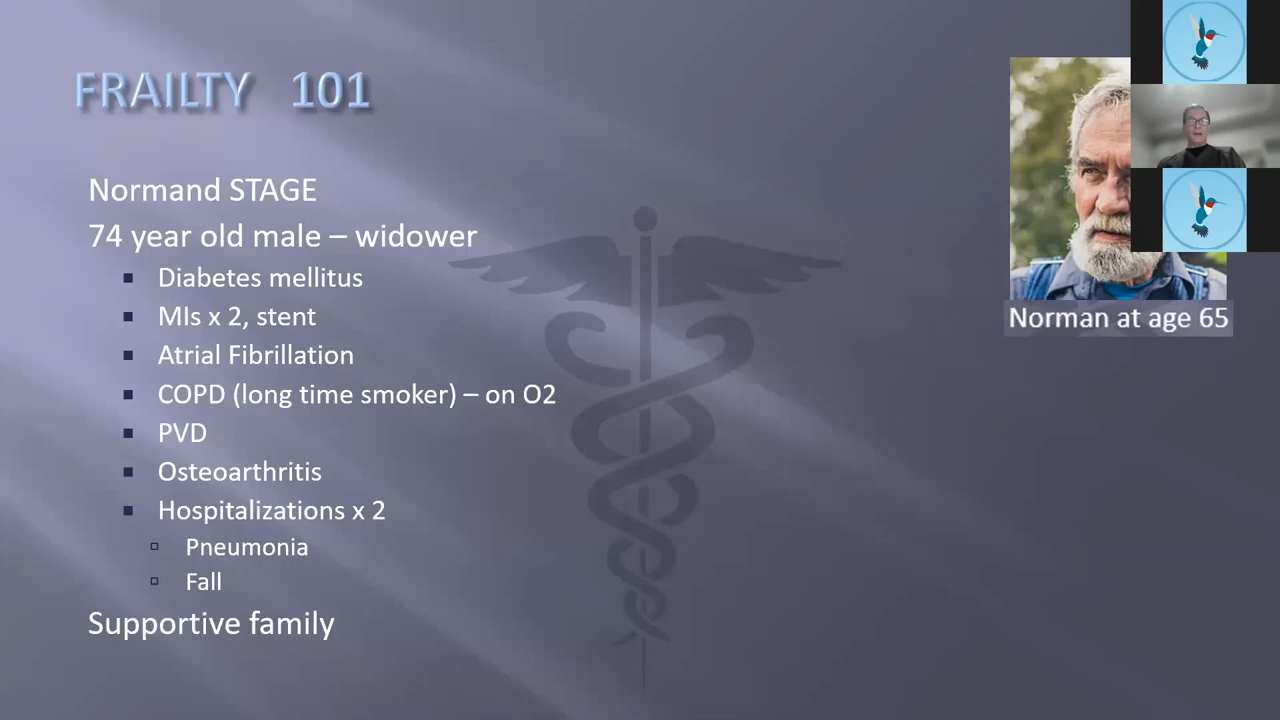 FRAILTY 101
Normand STAGE
74 year old male – widower
Diabetes mellitus
MIs x 2, stent
Atrial Fibrillation
COPD (long time smoker) – on O2
PVD
Osteoarthritis
Hospitalizations x 2
Pneumonia
Fall
Supportive family
Norman at age 65